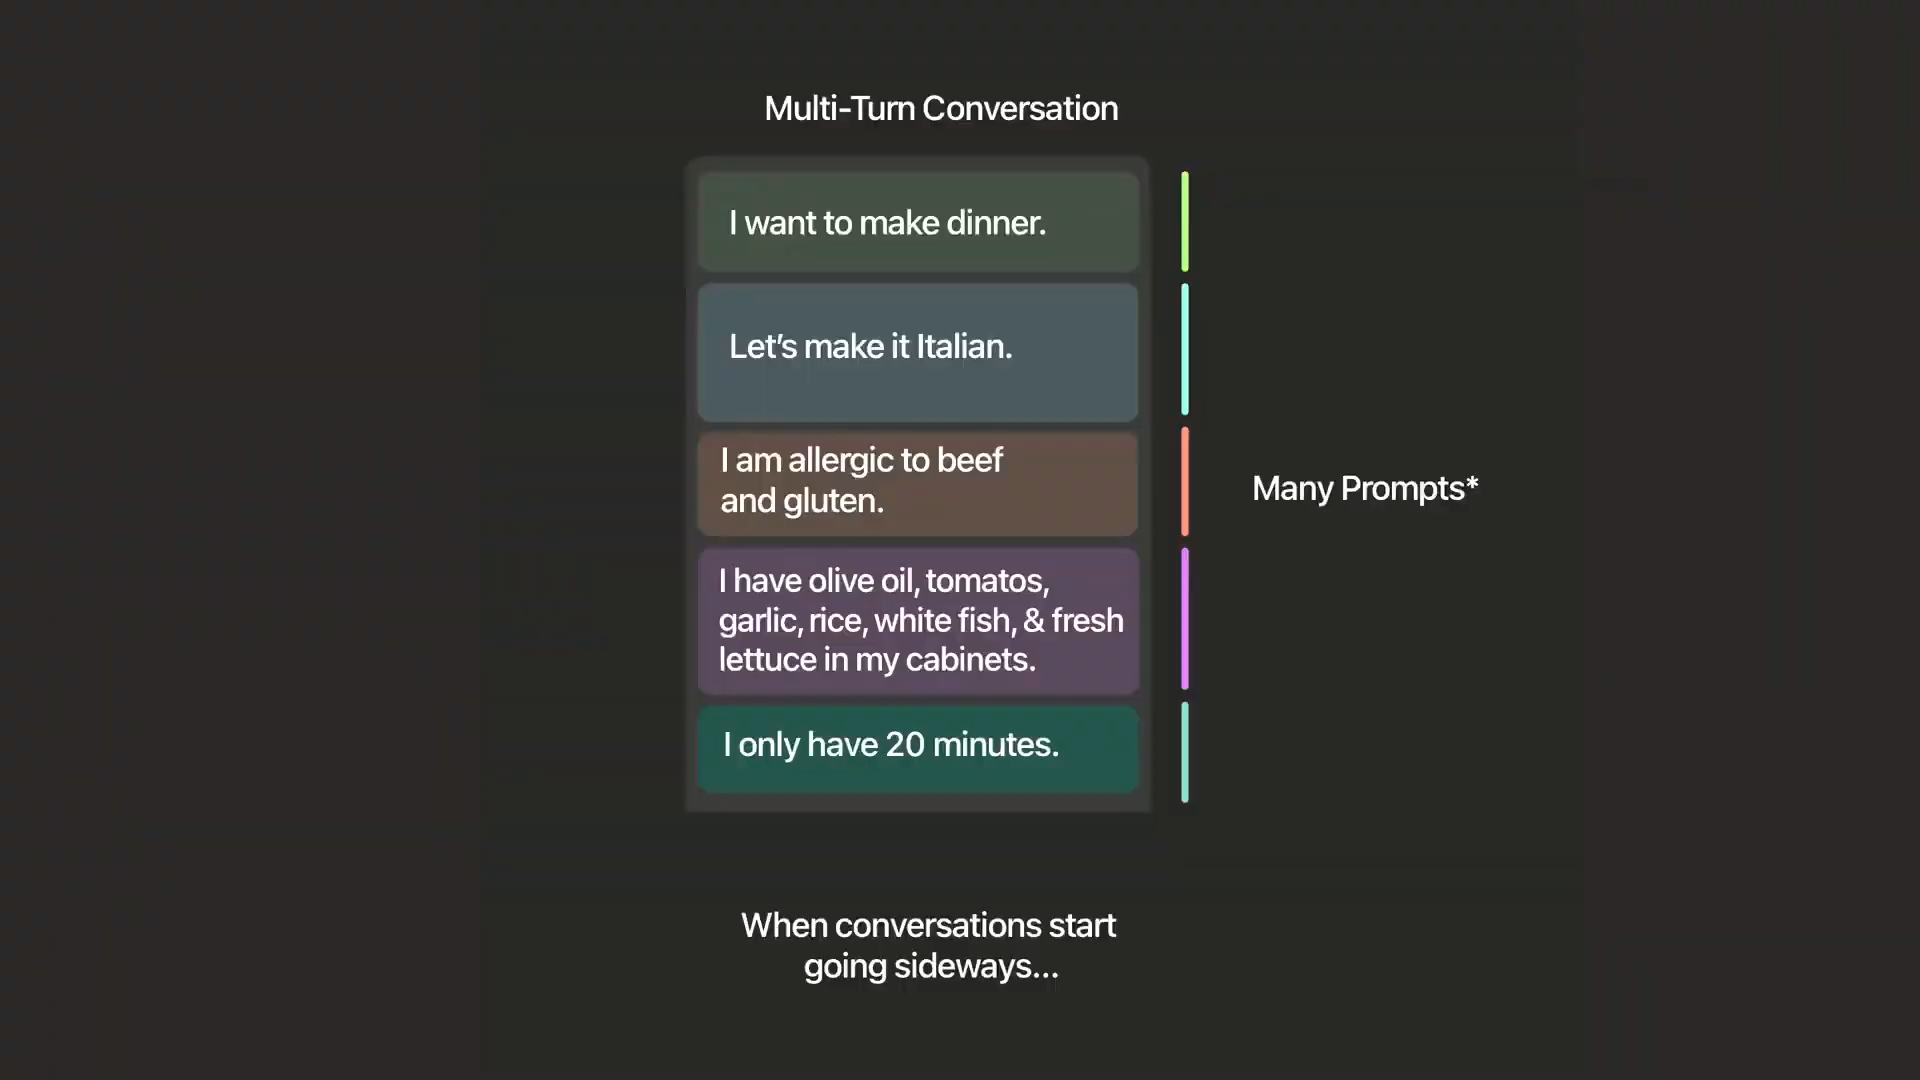 Multi-Turn Conversation
I want to make dinner.
Let’s make it Italian.
I am allergic to beef
and gluten.
I have olive oil, tomatos,
garlic, rice, white fish, & fresh
lettuce in my cabinets.
I only have 20 minutes.
Many Prompts*
When conversations start
going sideways...